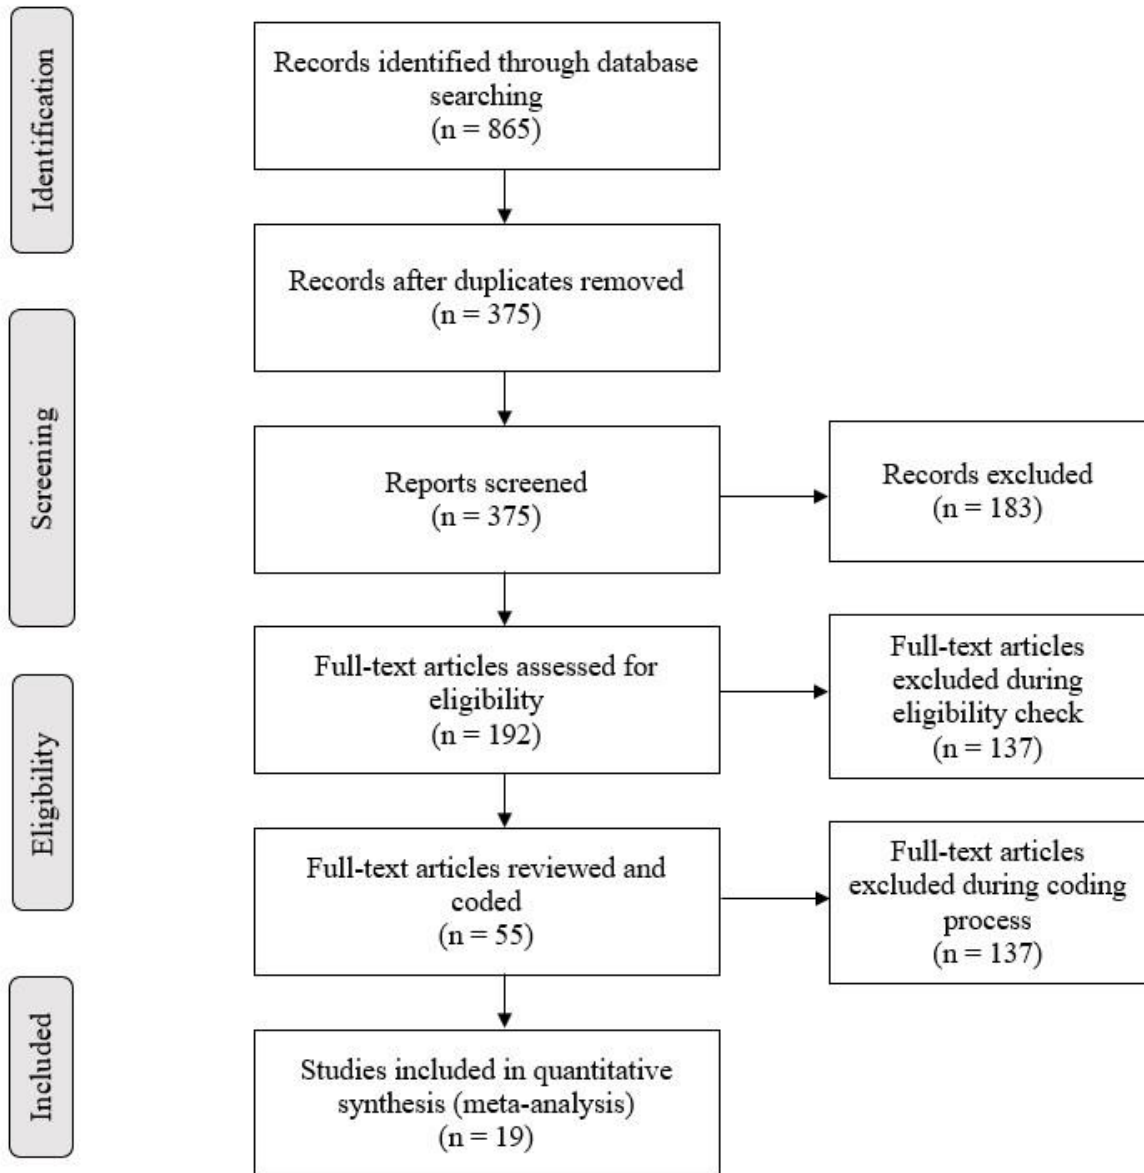 Identification
Records identified through database
searching
(n = 865)
Records after duplicates removed
(n = 375)
Screening
Reports screened
(n = 375)
Records excluded
(n = 183)
Eligibility
Full-text articles assessed for
eligibility
(n = 192)
Full-text articles
excluded during
eligibility check
(n = 137)
Full-text articles reviewed and
coded
(n = 55)
Full-text articles
excluded during coding
process
(n = 137)
Included
Studies included in quantitative
synthesis (meta-analysis)
(n = 19)